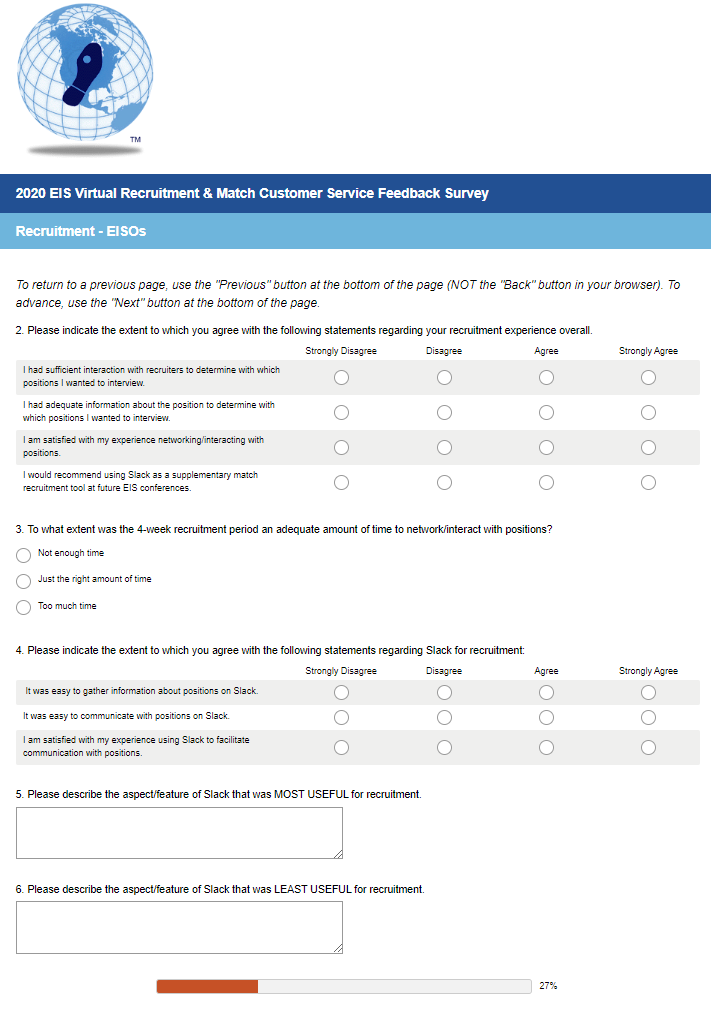 TM
2020 EIS Virtual Recruitment & Match Customer Service Feedback Survey
Recruitment - EISOs
To return to a previous page, use the "Previous" button at the bottom of the page (NOT the "Back" button in your browser). To
advance, use the "Next" button at the bottom of the page.
2. Please indicate the extent to which you agree with the following statements regarding your recruitment experience overall.
Strongly Disagree Disagree Agree Strongly Agree
I had sufficient interaction with recruiters to determine with which
positions I wanted to interview.
I had adequate information about the position to determine with
which positions I wanted to interview.
I am satisfied with my experience networking/interacting with
positions.
I would recommend using Slack as a supplementary match
recruitment tool at future EIS conferences.
3. To what extent was the 4-week recruitment period an adequate amount of time to network/interact with positions?
Not enough time
Just the right amount of time
Too much time
4. Please indicate the extent to which you agree with the following statements regarding Slack for recruitment:
Strongly Disagree Disagree Agree Strongly Agree
It was easy to gather information about positions on Slack.
It was easy to communicate with positions on Slack.
I am satisfied with my experience using Slack to facilitate
communication with positions.
5. Please describe the aspect/feature of Slack that was MOST USEFUL for recruitment.
6. Please describe the aspect/feature of Slack that was LEAST USEFUL for recruitment.
27%